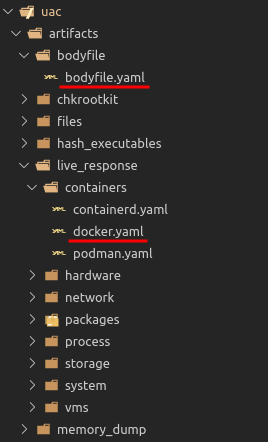 uac
artifacts
bodyfile
bodyfile.yaml
chkrootkit
files
hash_executables
live_response
containers
containerd.yaml
docker.yaml
podman.yaml
hardware
network
packages
process
storage
system
vms
memory_dump